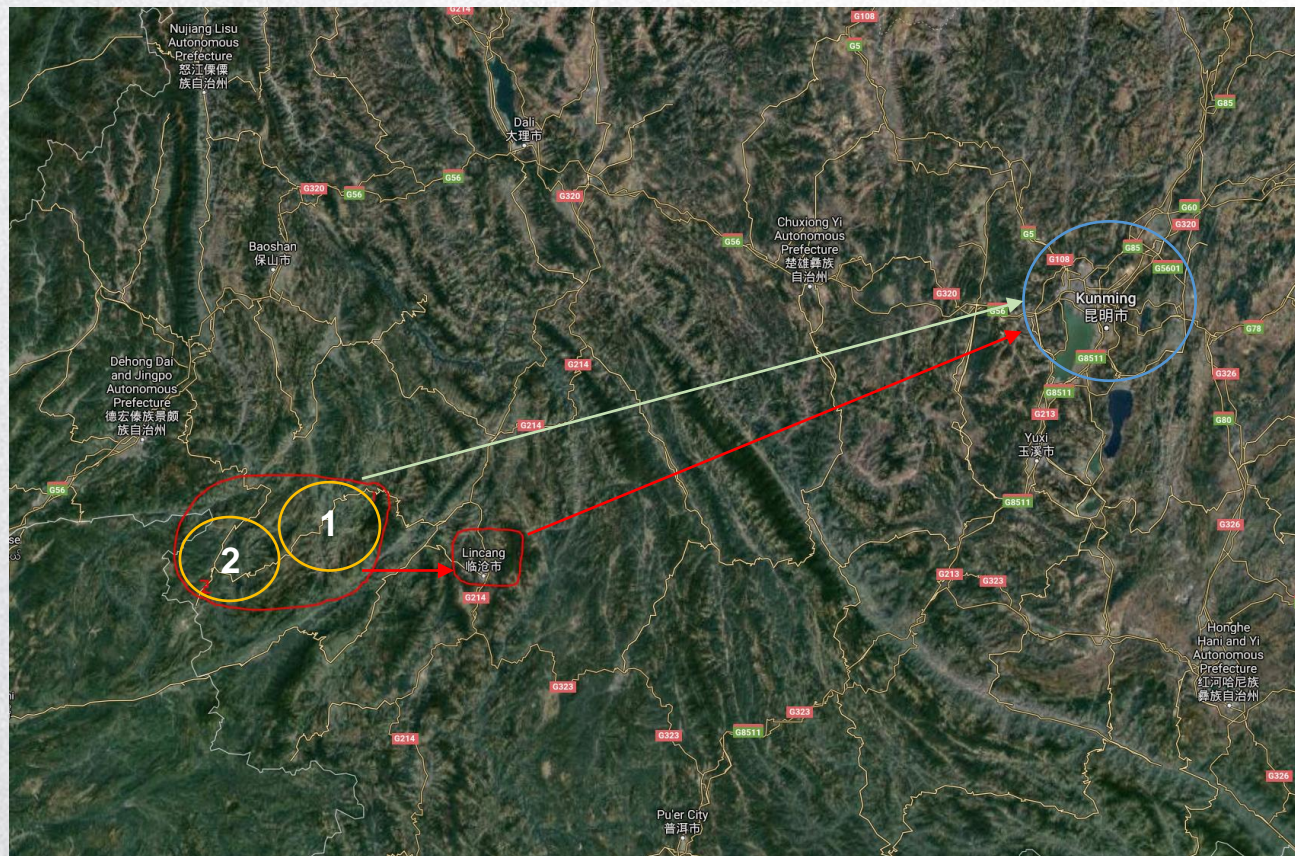 G214
G108
G5
Nujiang Lisu
Autonomous
Prefecture
怒江傈僳
族自治州
G85
Dali
大理市
G56
G320
G56
G320
G60
G320
Chuxiong Yi
Autonomous
Prefecture
楚雄彝族
自治州
G5
G85
G56
Baoshan
保山市
G108
G5601
G320
G56
Kunming
昆明市
G78
Dehong Dai
and Jingpo
Autonomous
Prefecture
德宏傣族景颇
族自治州
G214
G8511
G326
G8511
G213
G214
G80
Yuxi
玉溪市
G56
G8511
1
2
G326
Lincang
临沧市
G214
G213
G323
Honghe
Hani and Yi
Autonomous
Prefecture
红河哈尼族
彝族自治州
G323
G323
G8511
G323
G214
G326
Pu'er City
普洱市